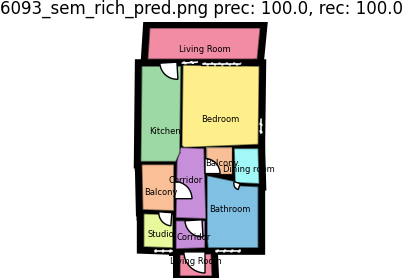 6093_sem_rich_pred.png prec: 100.0, rec: 100.0
Living Room
Bedroom
Kitchen
Balcony
Dining room
Corridor
Balcony
Bathroom
Studio
Corridor
Living Room